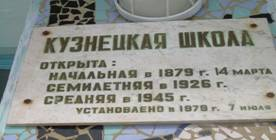 КУЗНЕЦКАЯ ШКОЛА
ОТКРЫТА:
НАЧАЛЬНАЯ в 1879 г. 14 МАРТА
СЕМИЛЕТНЯЯ в 1926 г.
СРЕДНЯЯ в 1945 г.
УСТАНОВЛЕНО в 1979 г. 7 ИЮЛЯ